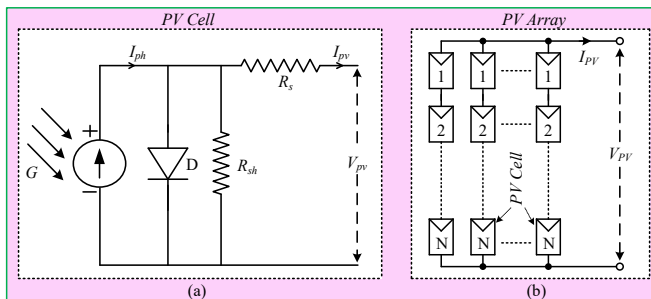 PV Cell
I_ph
I_pv
R_s
G
D
R_sh
V_pv
(a)
PV Array
I_PV
1 1 1
2 2 2
V_PV
PV Cell
N N N
(b)